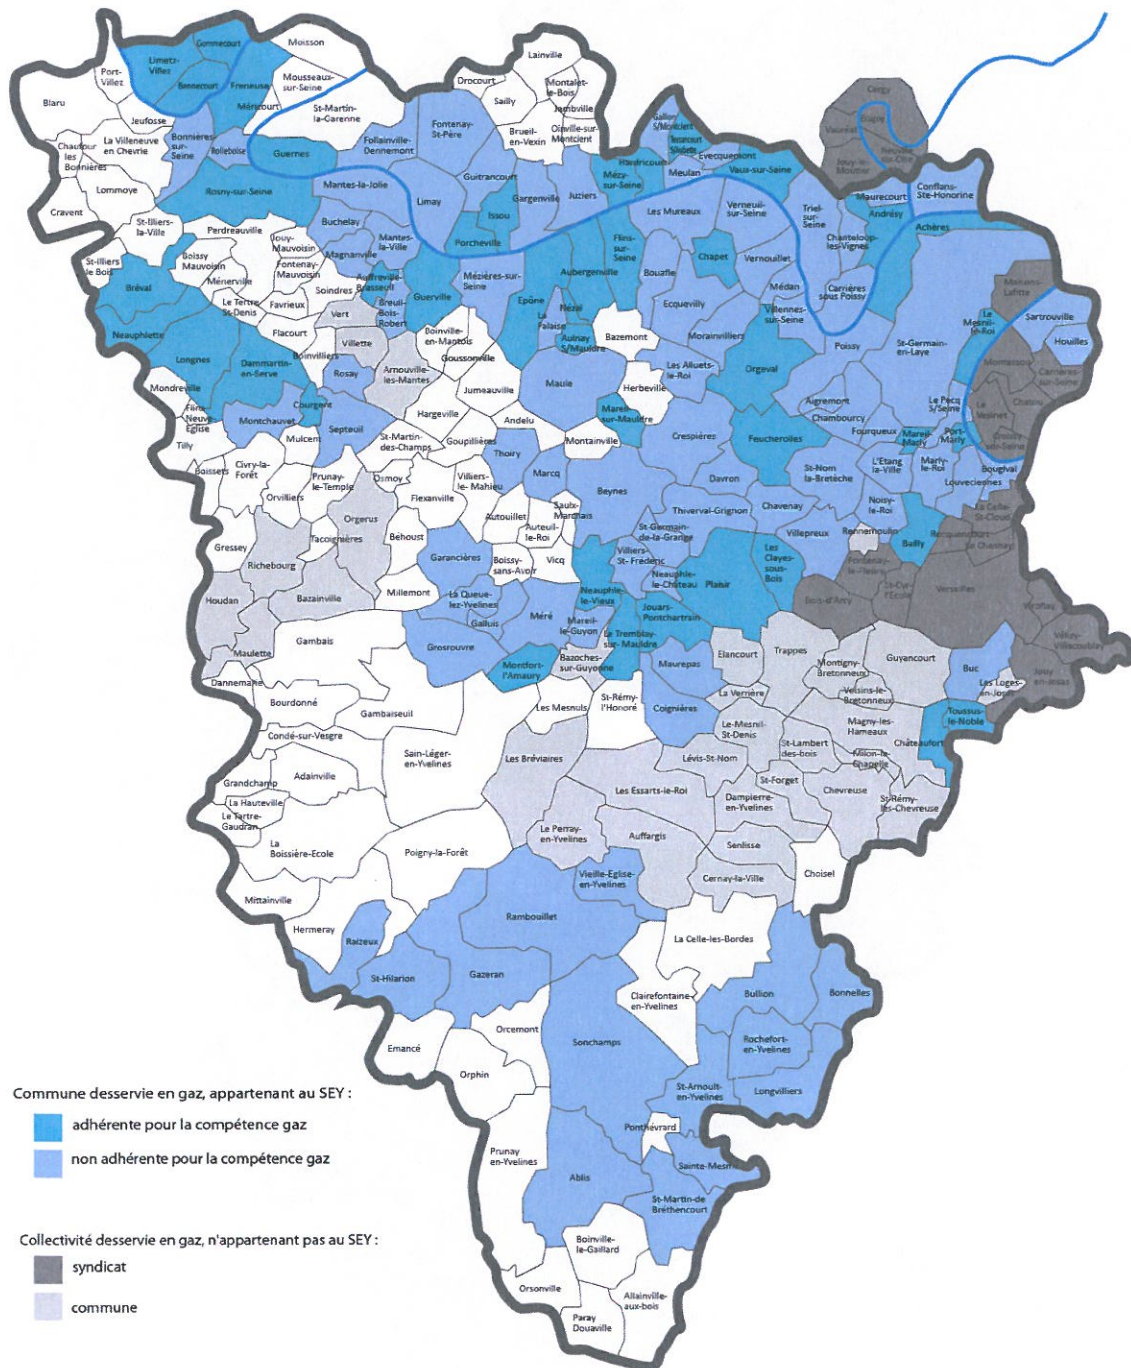 Gommecourt
Moisson
Limetz-
Villez
Bennecourt
Freneuse
Port-
Villez
Mousseaux-
sur-Seine
Lainville
Drocourt
Montalet-
le-Bois
Sailly
Jambville
Blaru
Jeufosse
Méricourt
St-Martin-
la-Garenne
Brueil-
en-Vexin
Oinville-sur-
Montcient
La Villeneuve
en Chevrie
Bonnières-
sur-
Seine
Rolleboise
Follainville-
Dennemont
Fontenay-
St-Père
Chaufour
les
Bonnières
Guernes
Guitrancourt
Hardricourt
Gaillon
S/Montcient
Tessancourt
S/Aubette
Evecquemont
Meulan
Vaux-sur-Seine
Lommoye
Rosny-sur-Seine
Mantes-la-Jolie
Limay
Gargenville
Juziers
Mézy-
sur-Seine
Cravent
St-Illiers
la-Ville
Perdreauville
Buchelay
Issou
Porcheville
Les Mureaux
Verneuil-
sur-Seine
Triel-
sur-
Seine
Cergy
Eragny
Vauréal
Jouy-le-
Moutier
Neuville-
sur-Oise
Maurecourt
Conflans-
Ste-Honorine
Andrésy
Achères
Chanteloup-
les-Vignes
St-Illiers
le Bois
Boissy
Mauvoisin
Jouy-
Mauvoisin
Fontenay-
Mauvoisin
Magnanville
Mantes-
la-Ville
Ménerville
Soindres
Auffreville-
Brasseuil
Guerville
Mézières-sur-
Seine
Flins-
sur-
Seine
Aubergenville
Bouafle
Chapet
Vernouillet
Médan
Carrières
sous Poissy
Bréval
Le Tertre
St-Denis
Favrieux
Vert
Breuil-
Bois-
Robert
Epône
Nézel
La
Falaise
Aulnay
S/Mauldre
Ecquevilly
Villennes-
sur-Seine
Maisons-
Laffitte
Neauphlette
Flacourt
Villette
Boinville-
en-Mantois
Bazemont
Morainvilliers
Poissy
St-Germain-
en-Laye
Le
Mesnil-
le-Roi
Sartrouville
Houilles
Longnes
Dammartin-
en-Serve
Boinvilliers
Rosay
Arnouville-
les-Mantes
Goussonville
Jumeauville
Maule
Herbeville
Les Alluets-
le-Roi
Orgeval
Montesson
Carrières-
sur-Seine
Mondreville
Courgent
Hargeville
Andelu
Mareil-
sur-Mauldre
Aigremont
Chambourcy
Le Pecq
S/Seine
Le
Vésinet
Chatou
Croissy-
sur-Seine
Flins-
Neuve-
Eglise
Montchauvet
Septeuil
St-Martin-
des-Champs
Goupillières
Montainville
Crespières
Feucherolles
Fourqueux
Mareil-
Marly
Port-
Marly
Tilly
Mulcent
Thoiry
Marcq
L'Etang
la-Ville
Marly-
le-Roi
Bougival
Louveciennes
Boissets
Civry-la-
Forêt
Prunay-
le-Temple
Osmoy
Flexanville
Villiers-
le- Mahieu
Beynes
Davron
St-Nom
la-Bretèche
Noisy-
le-Roi
Orvilliers
Orgerus
Autouillet
Saulx-
Marchais
Thiverval-Grignon
Chavenay
La Celle-
St-Cloud
Gressey
Tacoignières
Béhoust
Auteuil-
le-Roi
St-Germain-
de-la-Grange
Villepreux
Rennemoulin
Bailly
Rocquencourt
Le Chesnay
Richebourg
Garancières
Boissy-
sans-Avoir
Vicq
Villiers-
St- Frédéric
Neauphle-
le-Château
Plaisir
Les
Clayes-
sous-
Bois
Fontenay-
le-Fleury
Houdan
Bazainville
Millemont
La Queue-
lez-Yvelines
Neauphle-
le-Vieux
Jouars-
Pontchartrain
Bois-d'Arcy
St-Cyr-
l'Ecole
Versailles
Viroflay
Galluis
Méré
Mareil-
le-Guyon
Vélizy-
Villacoublay
Maulette
Gambais
Grosrouvre
Le Tremblay-
sur- Mauldre
Elancourt
Trappes
Guyancourt
Buc
Jouy-
en-Josas
Dannemarie
Montfort-
l'Amaury
Bazoches-
sur-Guyonne
Maurepas
Montigny-
Bretonneux
Les Loges-
en-Josas
Bourdonné
Gambaiseuil
Les Mesnuls
St-Rémy-
l'Honoré
Coignières
La Verrière
Voisins-le-
Bretonneux
Toussus-
le-Noble
Condé-sur-Vesgre
Le-Mesnil-
St-Denis
Magny-les-
Hameaux
Châteaufort
Adainville
Sain-Léger-
en-Yvelines
Les Bréviaires
Lévis-St-Nom
St-Lambert
des-bois
Milon-la-
Chapelle
Grandchamp
La Hauteville
Les Essarts-le-Roi
St-Forget
Chevreuse
St-Rémy-
lès-Chevreuse
Le Tartre-
Gaudran
Dampierre-
en-Yvelines
La
Boissière-Ecole
Poigny-la-Forêt
Le Perray-
en-Yvelines
Auffargis
Senlisse
Mittainville
Vieille-Eglise-
en-Yvelines
Cernay-la-Ville
Choisel
Hermeray
Raizeux
Rambouillet
La Celle-les-Bordes
St-Hilarion
Gazeran
Clairefontaine-
en-Yvelines
Bullion
Bonnelles
Emancé
Orcemont
Sonchamps
Rochefort-
en-Yvelines
Orphin
St-Arnoult-
en-Yvelines
Longvilliers
Commune desservie en gaz, appartenant au SEY :
adhérente pour la compétence gaz
non adhérente pour la compétence gaz
Ponthévrard
Prunay
en-Yvelines
Ablis
Sainte-Mesme
St-Martin-de
Bréthencourt
Collectivité desservie en gaz, n'appartenant pas au SEY :
syndicat
commune
Boinville-
le-Gaillard
Orsonville
Allainville-
aux-bois
Paray
Douaville